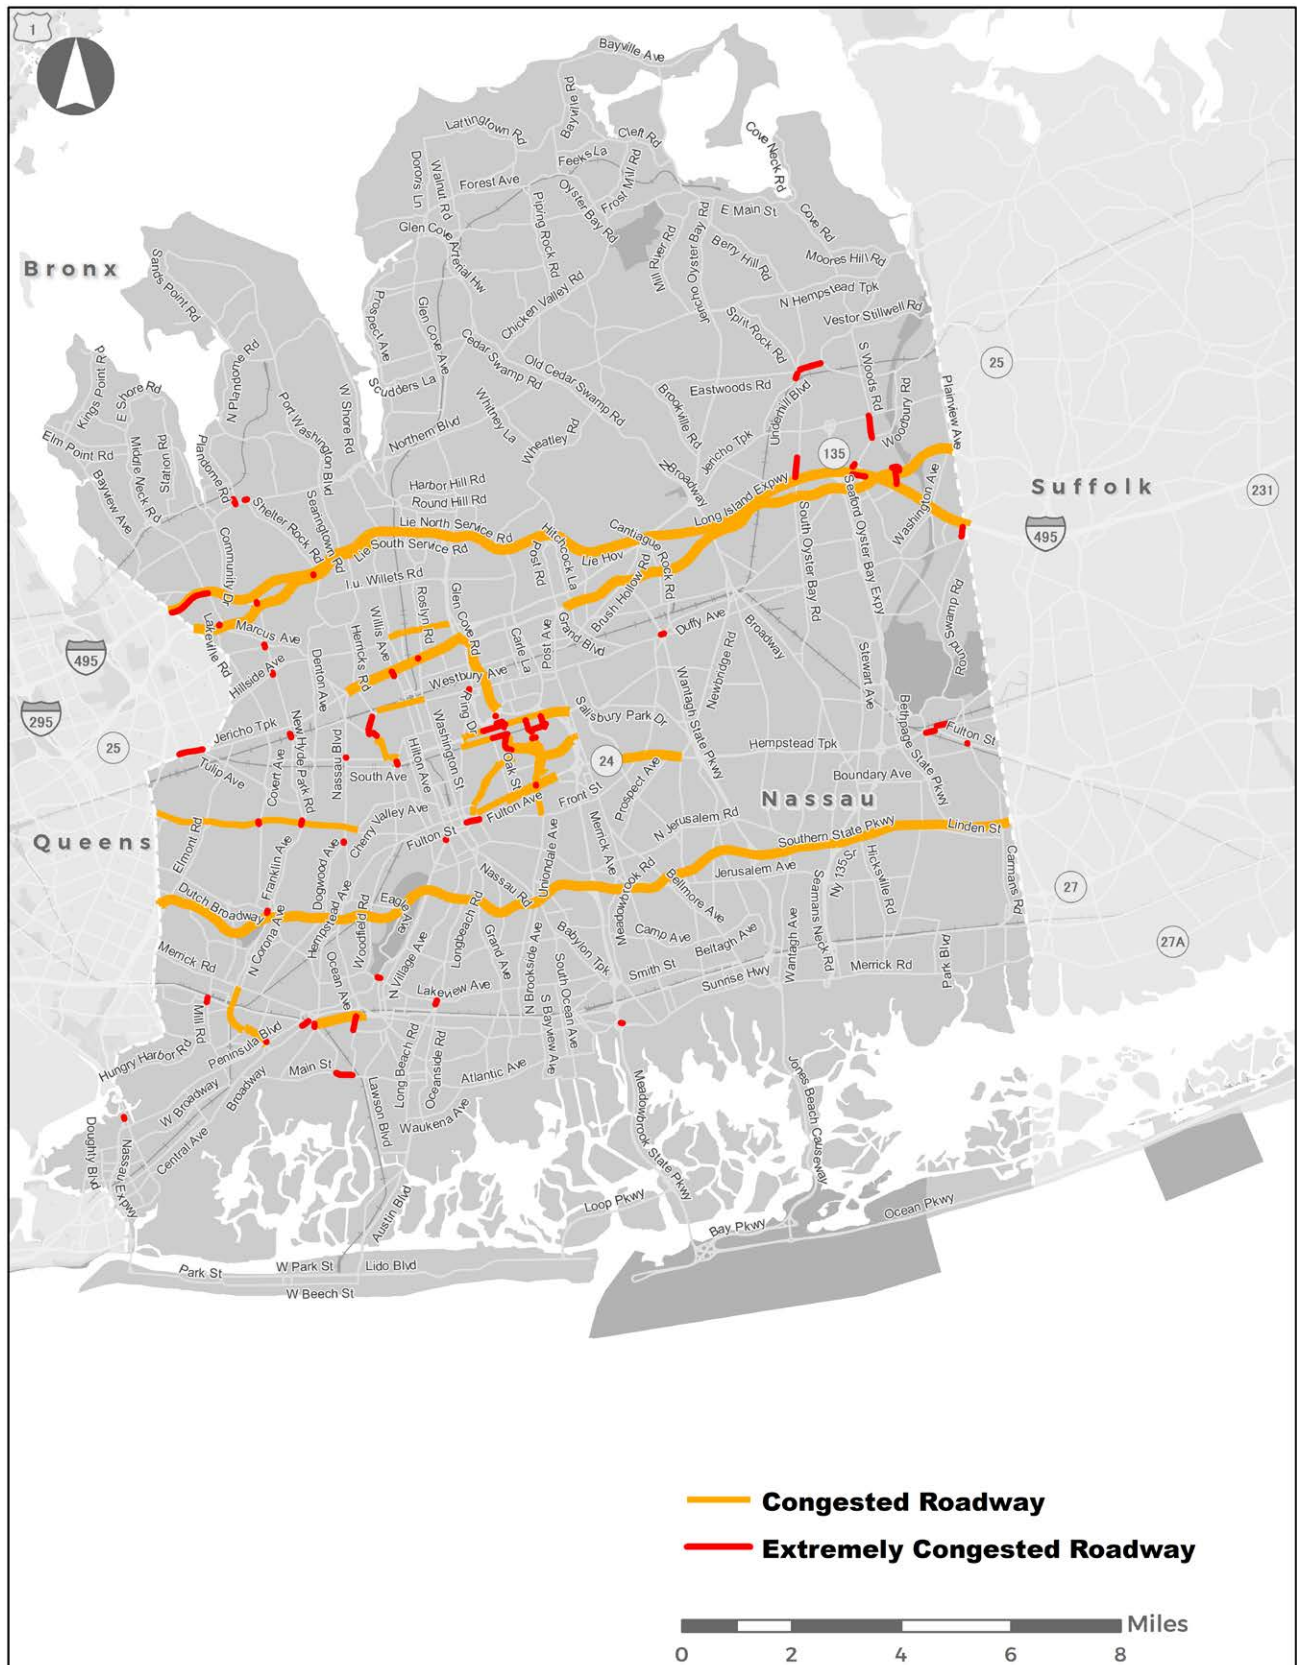 1
Bayville Ave
Bayville Rd
Lattingtown Rd
Cleft Rd
Cove Neck Rd
Feeks La
Dorons Ln
Walnut Rd
Forest Ave
Frost Mill Rd
Oyster Bay Rd
Piping Rock Rd
E Main St
Cove Rd
Glen Cove Arterial Hw
Mill River Rd
Jericho Oyster Bay Rd
Berry Hill Rd
Moores Hill Rd
Bronx
Sands Point Rd
N Hempstead Tpk
Chicken Valley Rd
Vestor Stillwell Rd
Prospect Ave
Glen Cove Ave
Split Rock Rd
Cedar Swamp Rd
Old Cedar Swamp Rd
S Woods Rd
25
Kings Point R
E Shore Rd
N Plandome Rd
Scudders La
Eastwoods Rd
Underhill Blvd
Woodbury Rd
Plainview Ave
Port Washington Blvd
W Shore Rd
Whitney La
Brookville Rd
Elm Point Rd
Middle Neck Rd
Station Rd
Plandome Rd
Northern Blvd
Wheatley Rd
Jericho Tpk
135
Bayview Ave
N Broadway
Harbor Hill Rd
Round Hill Rd
Long Island Expwy
Washington Ave
Suffolk
231
Shelter Rock Rd
Searingtown Rd
Lie North Service Rd
Lie South Service Rd
Hitchcock La
Cantiague Rock Rd
South Oyster Bay Rd
Seaford Oyster Bay Expy
495
Community Dr
Post Rd
Lie Hov
I.u. Willets Rd
Brush Hollow Rd
Willis Ave
Roslyn Rd
Glen Cove Rd
Round Swamp Rd
Marcus Ave
Lakeville Rd
Herricks Rd
Carle La
Post Ave
Grand Blvd
Duffy Ave
Broadway
495
Hillside Ave
Denton Ave
Westbury Ave
Wantagh State Pkwy
Newbridge Rd
Stewart Ave
295
Ring Dr
Salisbury Park Dr
Bethpage State Pkwy
Fulton St
25
Jericho Tpk
New Hyde Park Rd
Nassau Blvd
Hilton Ave
Washington St
Hempstead Tpk
Tulip Ave
Covert Ave
South Ave
Oak St
24
Prospect Ave
Boundary Ave
Front St
Nassau
Elmont Rd
Cherry Valley Ave
Fulton St
Fulton Ave
N Jerusalem Rd
Southern State Pkwy
Linden St
Queens
Franklin Ave
Dogwood Ave
Uniondale Ave
Merrick Ave
Jerusalem Ave
Ny 135 Sr
Hicksville Rd
Carmans Rd
27
Dutch Broadway
Hempstead Ave
Woodfield Rd
Eagle Ave
Nassau Rd
Meadowbrook Rd
Bellmore Ave
Seamans Neck Rd
N Corona Ave
N Village Ave
Longbeach Rd
Grand Ave
N Brookside Ave
Babylon Tpk
Camp Ave
Beltagh Ave
Wantagh Ave
27A
Merrick Rd
Ocean Ave
Lakeview Ave
South Ocean Ave
Smith St
Sunrise Hwy
Merrick Rd
Park Blvd
Mill Rd
S Bayview Ave
Hungry Harbor Rd
Peninsula Blvd
Main St
Long Beach Rd
Oceanside Rd
Atlantic Ave
W Broadway
Broadway
Lawson Blvd
Waukena Ave
Meadowbrook State Pkwy
Jones Beach Causeway
Doughty Blvd
Nassau Expwy
Central Ave
Austin Blvd
Loop Pkwy
Bay Pkwy
Ocean Pkwy
Park St
W Park St
Lido Blvd
W Beech St
Congested Roadway
Extremely Congested Roadway
Miles
0 2 4 6 8